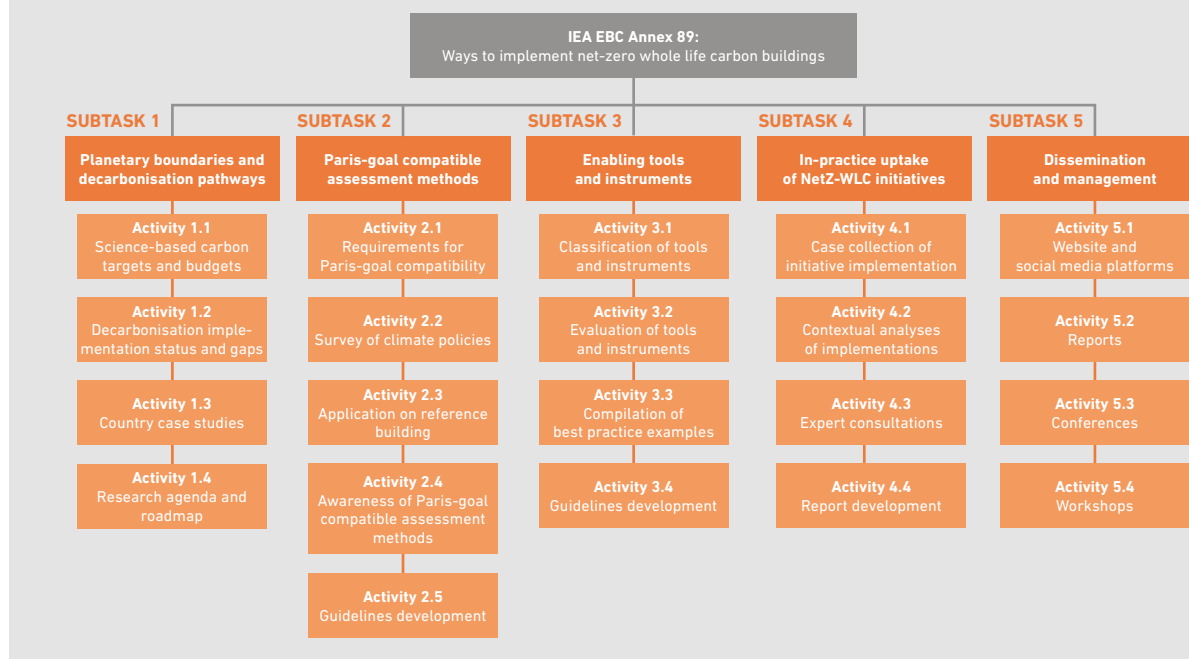 IEA EBC Annex 89:
Ways to implement net-zero whole life carbon buildings
SUBTASK 1
Planetary boundaries and
decarbonisation pathways
Activity 1.1
Science-based carbon
targets and budgets
Activity 1.2
Decarbonisation imple-
mentation status and gaps
Activity 1.3
Country case studies
Activity 1.4
Research agenda and
roadmap
SUBTASK 2
Paris-goal compatible
assessment methods
Activity 2.1
Requirements for
Paris-goal compatibility
Activity 2.2
Survey of climate policies
Activity 2.3
Application on reference
building
Activity 2.4
Awareness of Paris-goal
compatible assessment
methods
Activity 2.5
Guidelines development
SUBTASK 3
Enabling tools
and instruments
Activity 3.1
Classification of tools
and instruments
Activity 3.2
Evaluation of tools
and instruments
Activity 3.3
Compilation of
best practice examples
Activity 3.4
Guidelines development
SUBTASK 4
In-practice uptake
of NetZ-WLC initiatives
Activity 4.1
Case collection of
initiative implementation
Activity 4.2
Contextual analyses
of implementations
Activity 4.3
Expert consultations
Activity 4.4
Report development
SUBTASK 5
Dissemination
and management
Activity 5.1
Website and
social media platforms
Activity 5.2
Reports
Activity 5.3
Conferences
Activity 5.4
Workshops